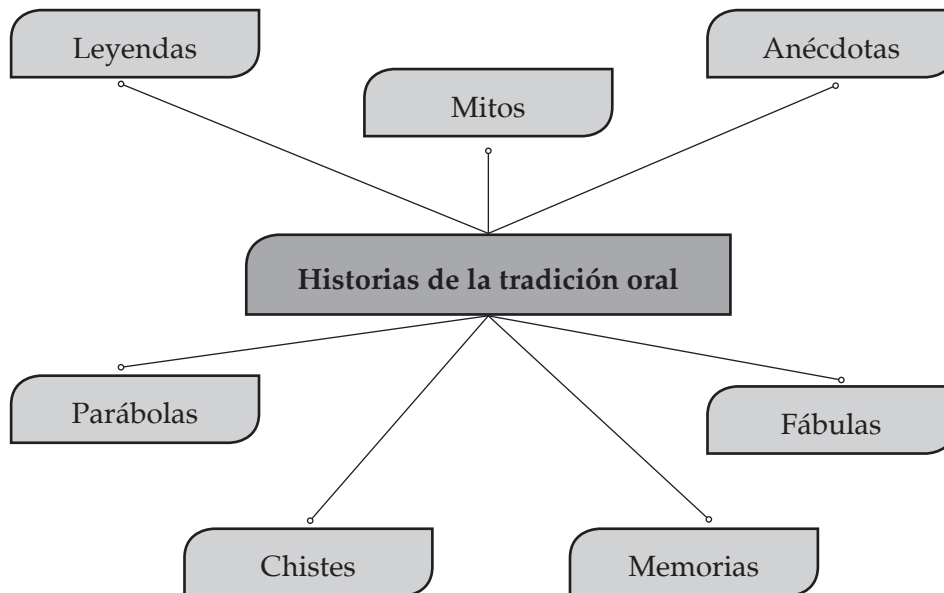 Leyendas
Anécdotas
Mitos
Historias de la tradición oral
Parábolas
Fábulas
Chistes
Memorias